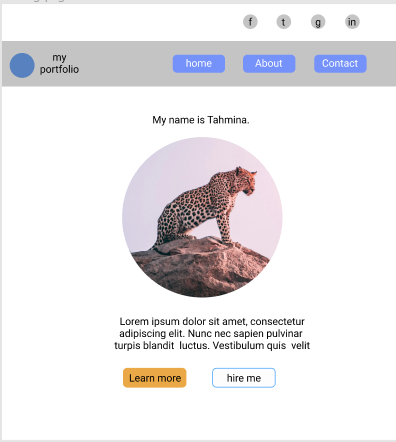 f t g in
my
portfolio
home About Contact
My name is Tahmina.
Lorem ipsum dolor sit amet, consectetur
adipiscing elit. Nunc nec sapien pulvinar
turpis blandit luctus. Vestibulum quis velit
Learn more hire me